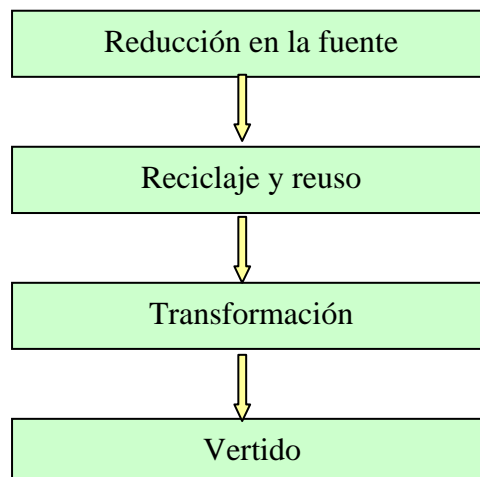 Reducción en la fuente
Reciclaje y reuso
Transformación
Vertido